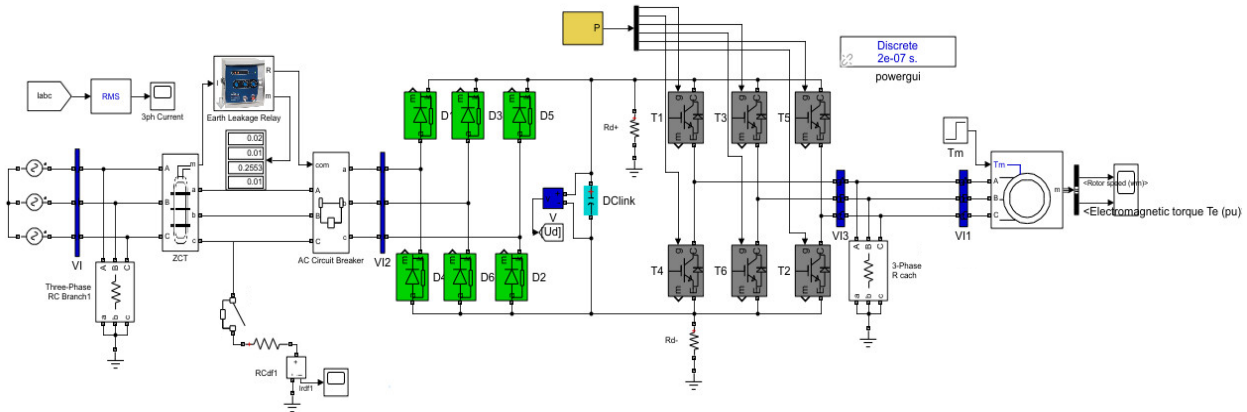 P
Discrete
2e-07 s.
powergui
Iabc
RMS
3ph Current
I
R
m
Earth Leakage Relay
0.02
0.01
0.2553
0.01
D1
D3
D5
Rd+
T1
T3
T5
g
m
E
Tm
Tm
<Rotor speed (wm)>
m
<Electromagnetic torque Te (pu)
A
B
C
m
a
b
c
com
A
B
C
a
b
c
VI
ZCT
AC Circuit Breaker
VI2
V
[Ud]
DClink
VI3
VI1
D4
D6
D2
T4
T6
T2
Three-Phase
RC Branch1
A
B
C
a
b
c
3-Phase
R cach
A
B
C
a
b
c
Rd-
RCdf1
Irdf1